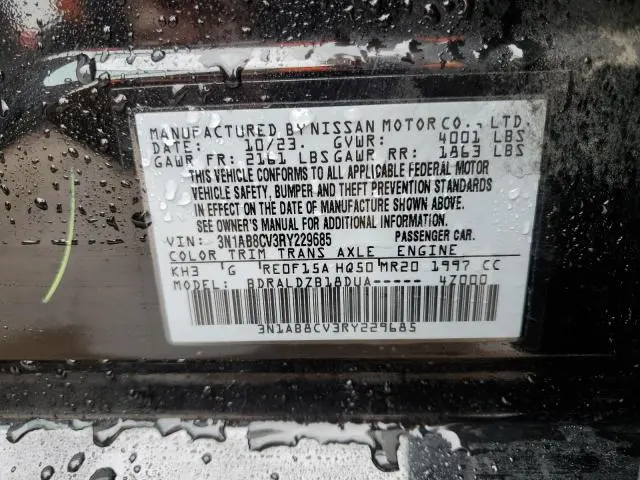 MANUFACTURED BY NISSAN MOTOR CO., LTD.
DATE: 10/23. GVWR: 4001 LBS
GAWR FR: 2161 LBS GAWR RR: 1863 LBS
THIS VEHICLE CONFORMS TO ALL APPLICABLE FEDERAL MOTOR
VEHICLE SAFETY, BUMPER AND THEFT PREVENTION STANDARDS
IN EFFECT ON THE DATE OF MANUFACTURE SHOWN ABOVE.
SEE OWNER'S MANUAL FOR ADDITIONAL INFORMATION.
VIN: 3N1AB8CV3RY229685 PASSENGER CAR.
COLOR TRIM TRANS AXLE ENGINE
KH3 G RE0F15A HQ50 MR20 1997 CC
MODEL: BDRALDZB18DUA----- 4Z000
3N1AB8CV3RY229685